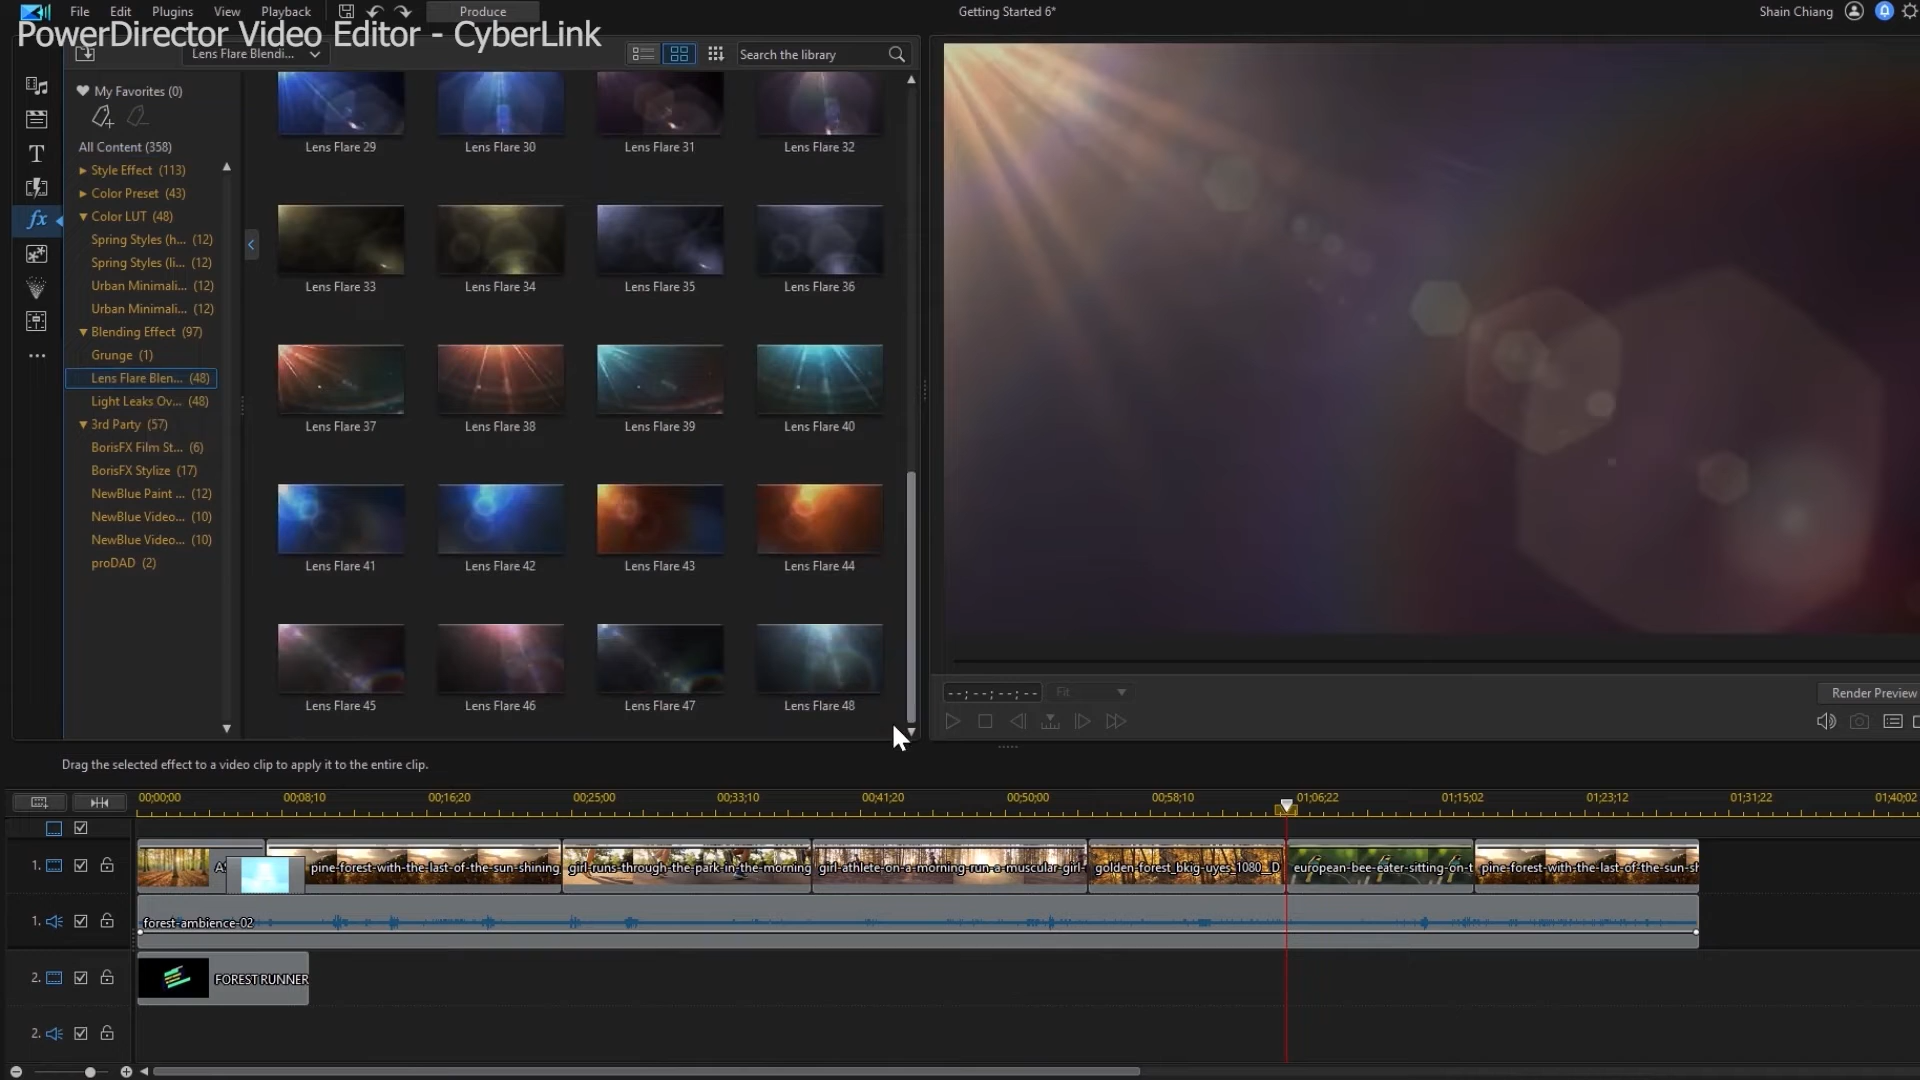 File Edit Plugins View Playback Produce Getting Started 6* Shain Chiang
PowerDirector Video Editor - CyberLink
Lens Flare Blendi... Search the library
My Favorites (0)
All Content (358)
Style Effect (113)
Color Preset (43)
Color LUT (48)
Spring Styles (h... (12)
Spring Styles (li... (12)
Urban Minimali... (12)
Urban Minimali... (12)
Blending Effect (97)
Grunge (1)
Lens Flare Blen... (48)
Light Leaks Ov... (48)
3rd Party (57)
BorisFX Film St... (6)
BorisFX Stylize (17)
NewBlue Paint ... (12)
NewBlue Video... (10)
NewBlue Video... (10)
proDAD (2)
Lens Flare 29 Lens Flare 30 Lens Flare 31 Lens Flare 32
Lens Flare 33 Lens Flare 34 Lens Flare 35 Lens Flare 36
Lens Flare 37 Lens Flare 38 Lens Flare 39 Lens Flare 40
Lens Flare 41 Lens Flare 42 Lens Flare 43 Lens Flare 44
Lens Flare 45 Lens Flare 46 Lens Flare 47 Lens Flare 48
--;--;--;-- Fit Render Preview
Drag the selected effect to a video clip to apply it to the entire clip.
00;00;00 00;08;10 00;16;20 00;25;00 00;33;10 00;41;20 00;50;00 00;58;10 01;06;22 01;15;02 01;23;12 01;31;22 01;40;02
1. pine-forest-with-the-last-of-the-sun-shining girl-runs-through-the-park-in-the-morning girl-athlete-on-a-morning-run-a-muscular-girl- golden-forest_bkig-uyes_1080__D european-bee-eater-sitting-on-t pine-forest-with-the-last-of-the-sun-sh
1. forest-ambience-02
2. FOREST RUNNER
2.